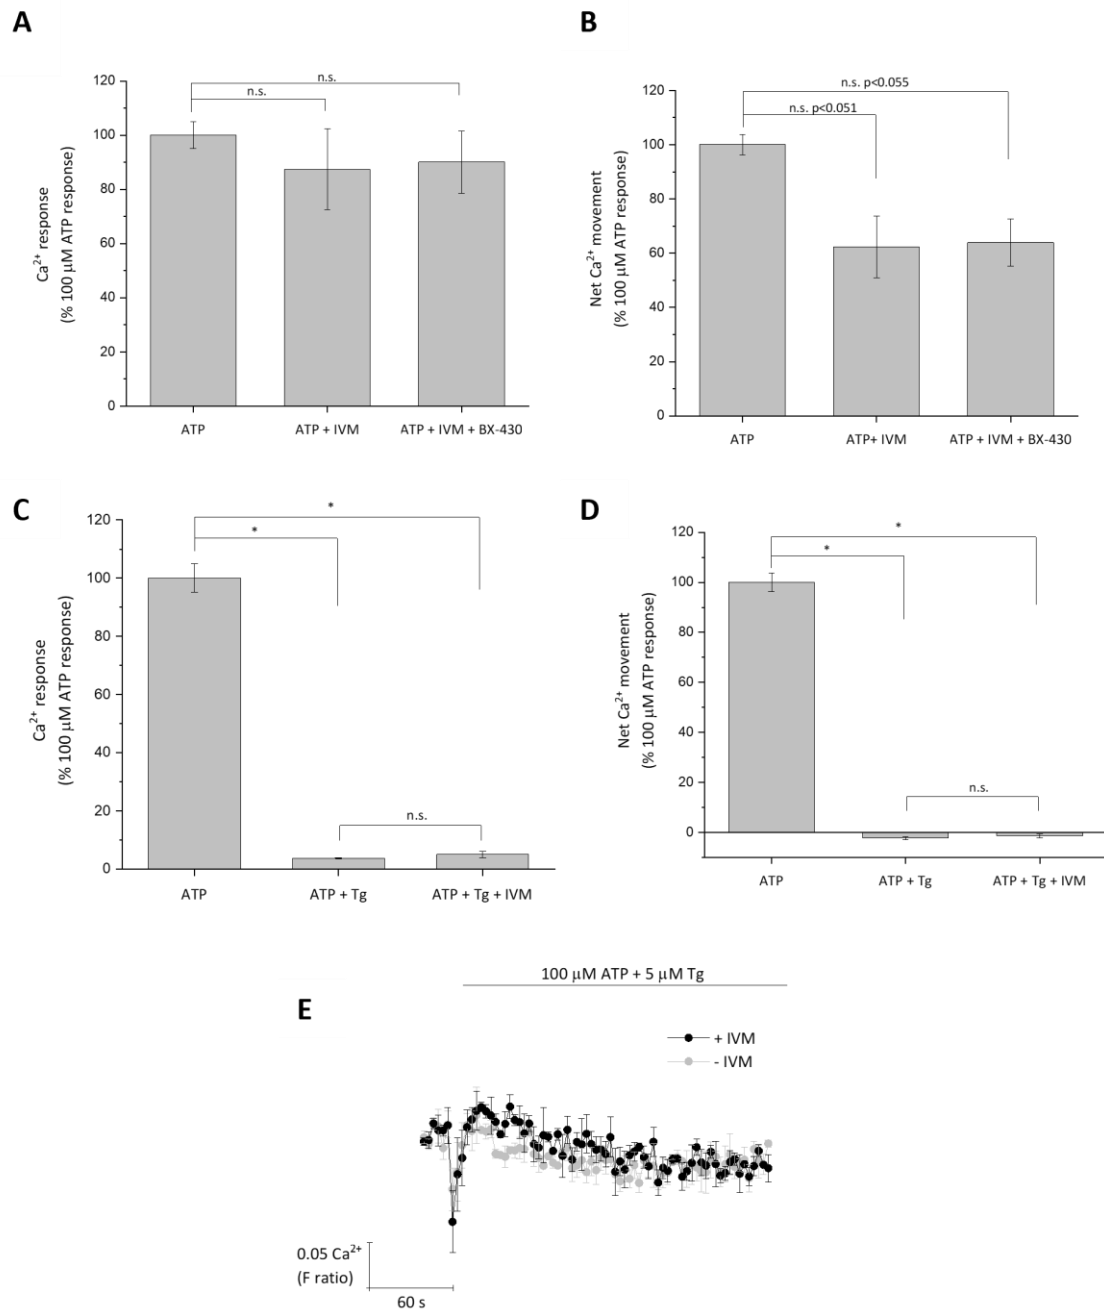 A
n.s.
n.s.
Ca2+ response
(% 100 μM ATP response)
120
100
80
60
40
20
0
ATP
ATP + IVM
ATP + IVM + BX-430
B
n.s. p<0.055
n.s. p<0.051
Net Ca2+ movement
(% 100 μM ATP response)
120
100
80
60
40
20
0
ATP
ATP+ IVM
ATP + IVM + BX-430
C
*
*
n.s.
Ca2+ response
(% 100 μM ATP response)
120
100
80
60
40
20
0
ATP
ATP + Tg
ATP + Tg + IVM
D
*
*
n.s.
Net Ca2+ movement
(% 100 μM ATP response)
120
100
80
60
40
20
0
ATP
ATP + Tg
ATP + Tg + IVM
E
100 μM ATP + 5 μM Tg
+ IVM
- IVM
0.05 Ca2+
(F ratio)
60 s